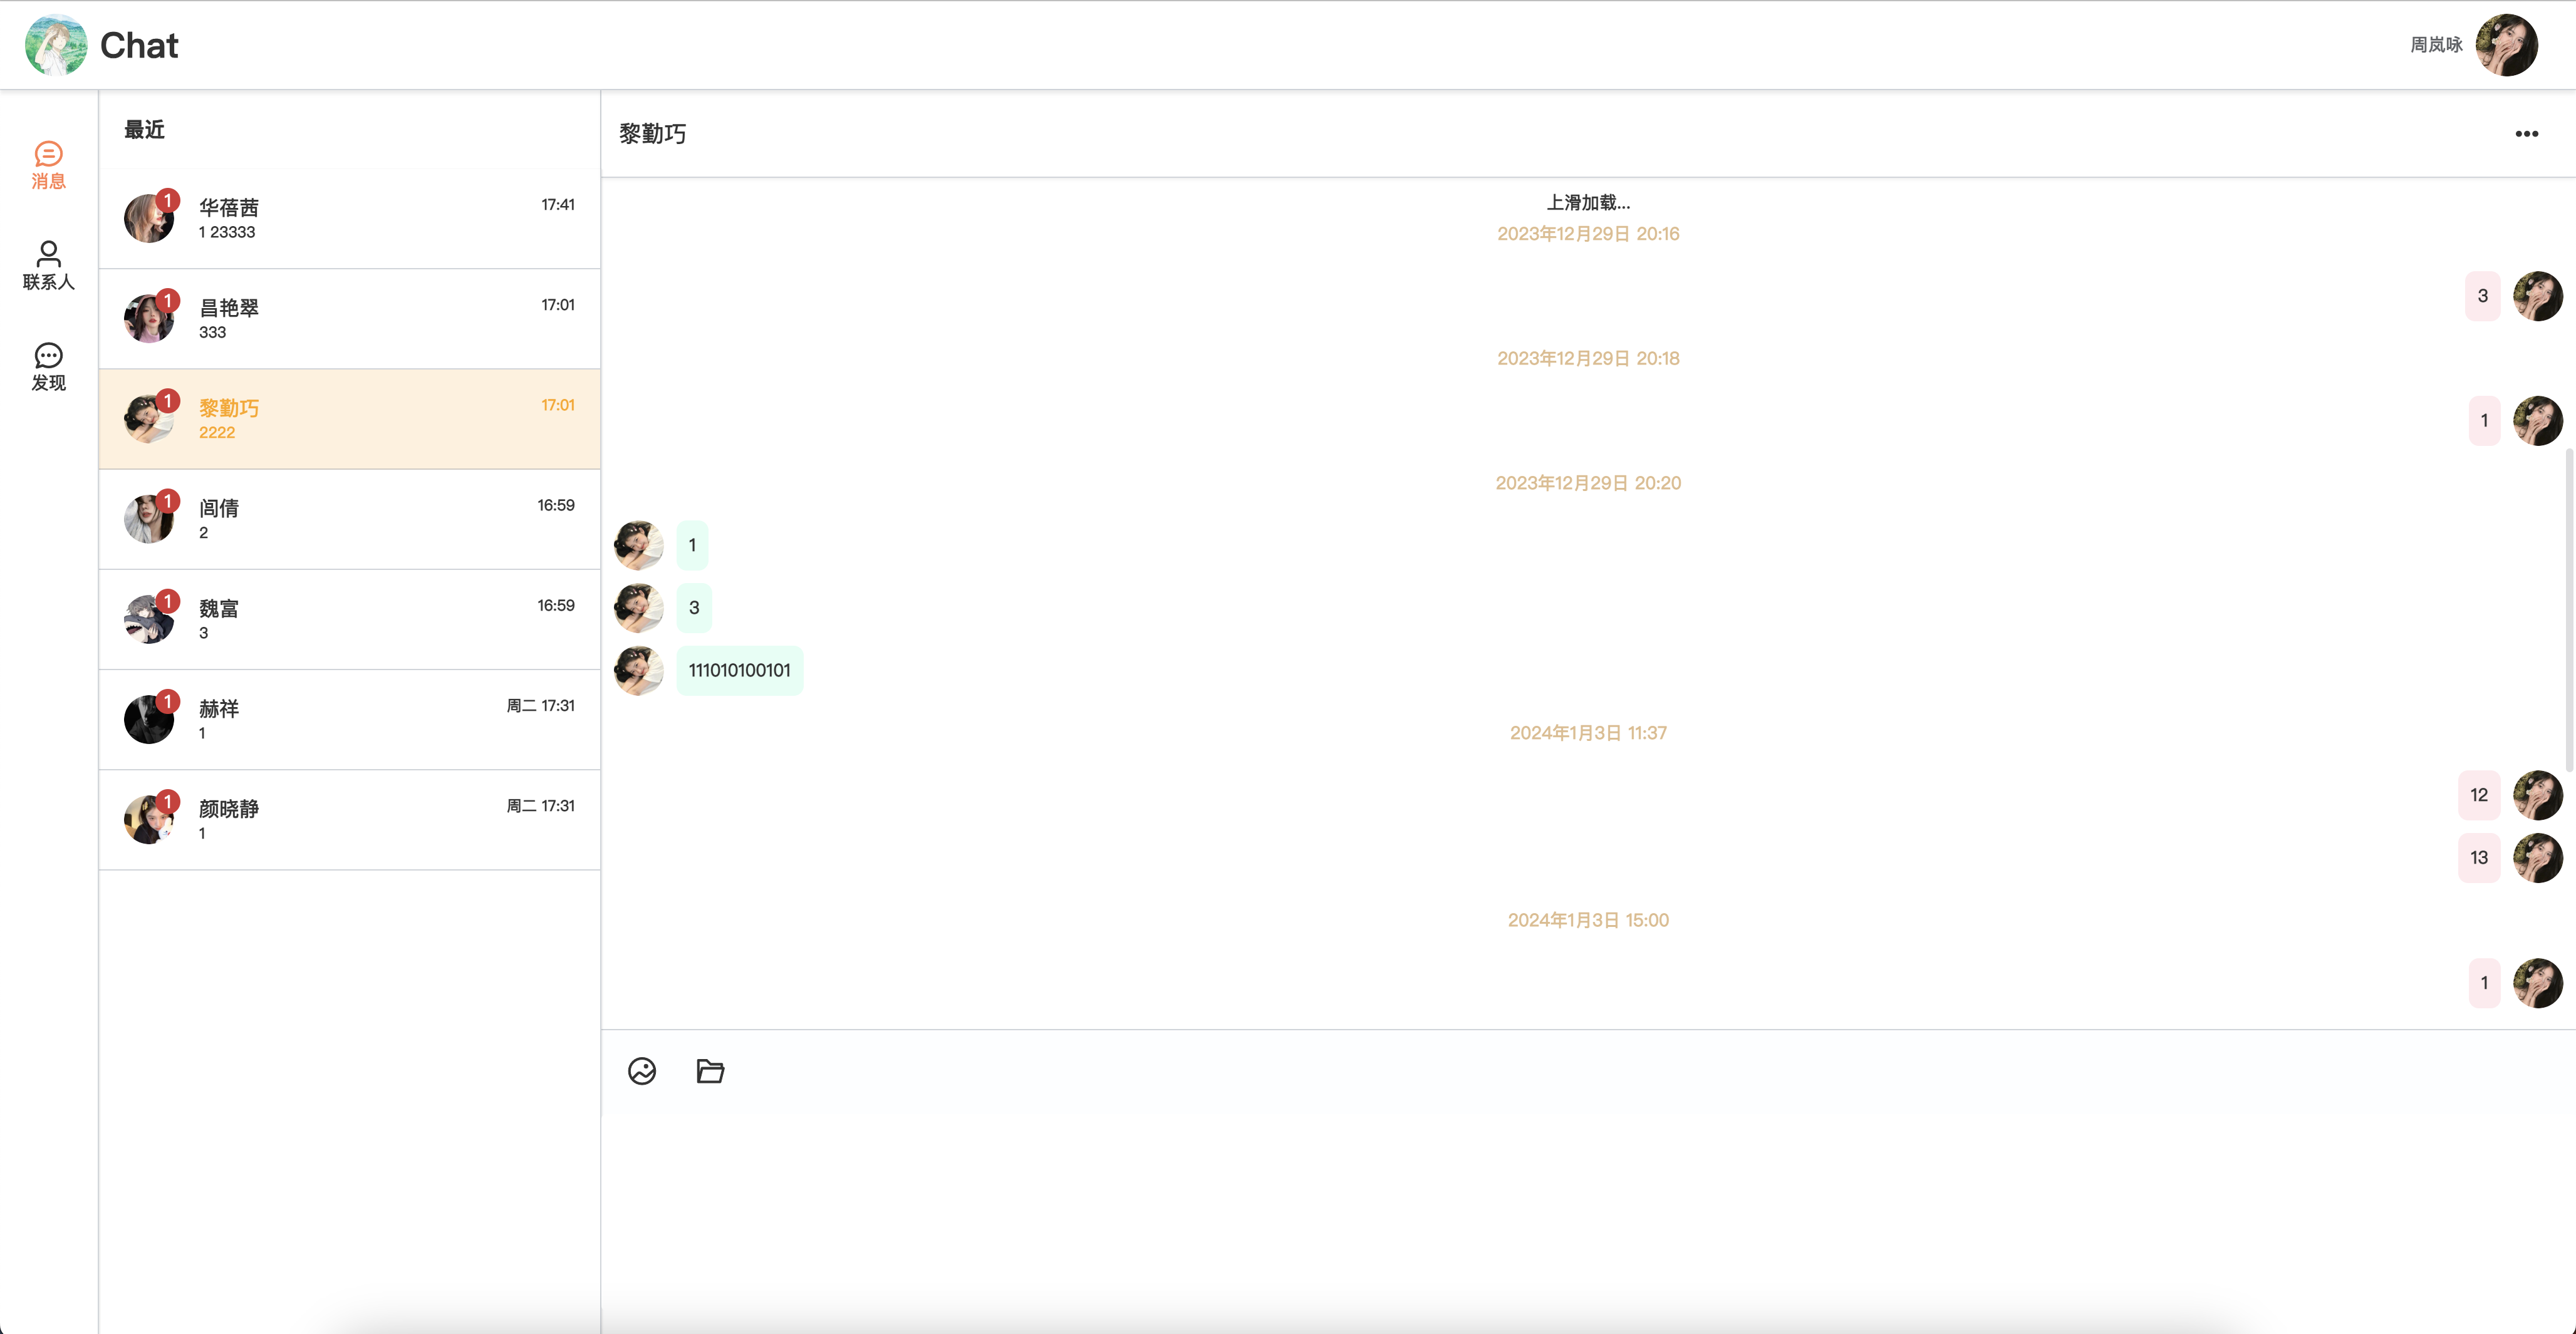 Chat
周岚咏
消息
联系人
发现
最近
1
华蓓茜
17:41
1 23333
1
昌艳翠
17:01
333
1
黎勤巧
17:01
2222
1
闾倩
16:59
2
1
魏富
16:59
3
1
赫祥
周二 17:31
1
1
颜晓静
周二 17:31
1
黎勤巧
上滑加载...
2023年12月29日 20:16
3
2023年12月29日 20:18
1
2023年12月29日 20:20
1
3
111010100101
2024年1月3日 11:37
12
13
2024年1月3日 15:00
1